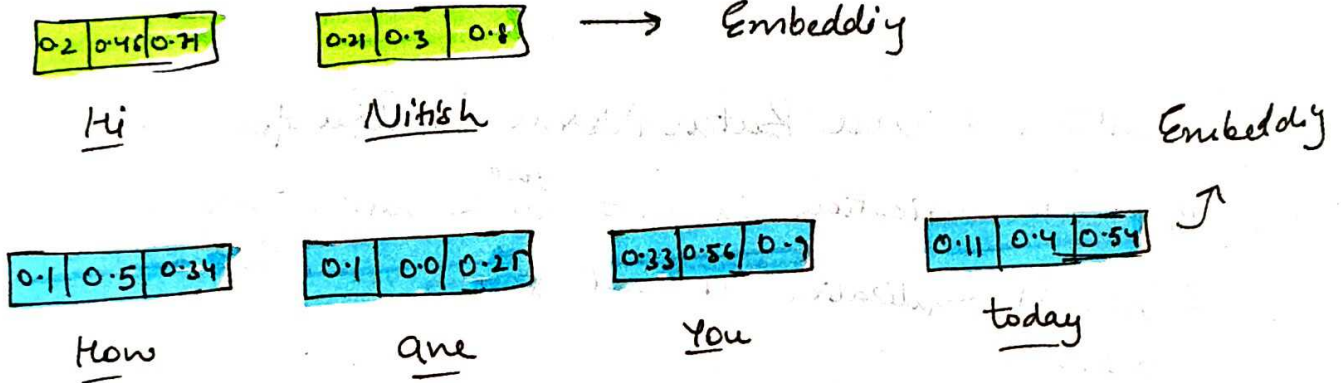 0.2 0.45 0.71 0.21 0.3 0.8 → Embeddiy
Hi Nitish
Embeddiy
0.1 0.5 0.34 0.1 0.0 0.25 0.33 0.56 0.9 0.11 0.4 0.54
How are You today